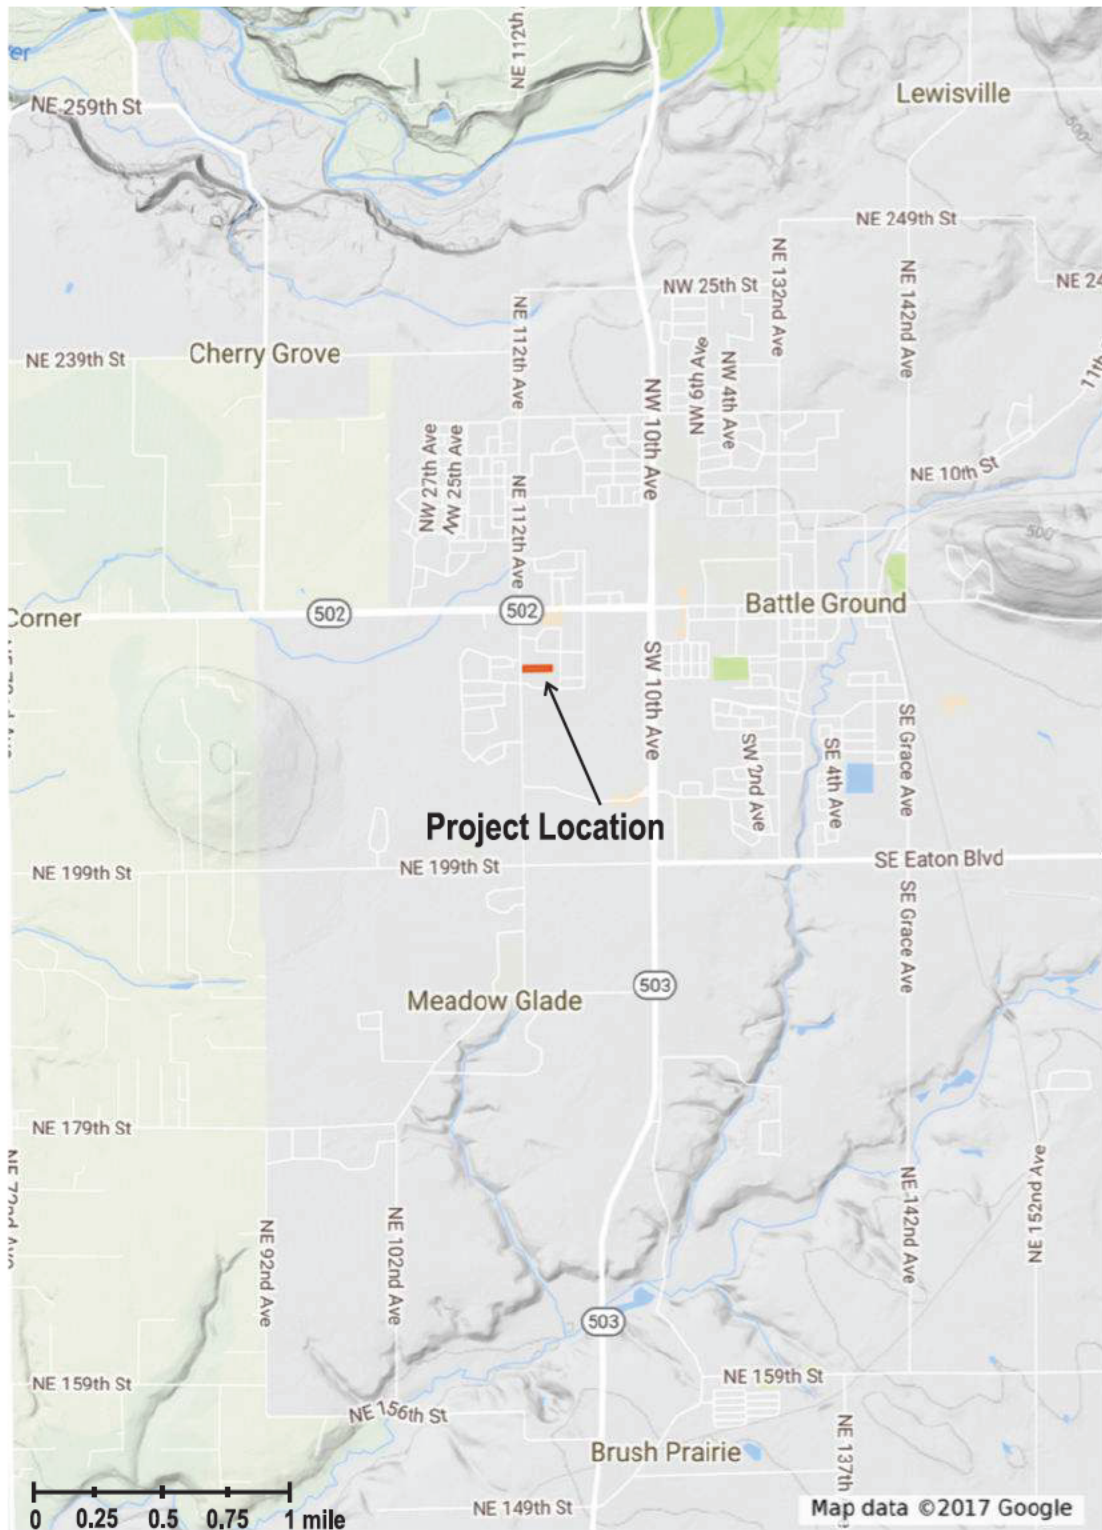 NE 112th
Lewisville
NE 259th St
500
NE 249th St
NE 132nd Ave
NE 142nd Ave
NW 25th St
NE 24
NE 112th Ave
NE 239th St
Cherry Grove
NW 6th Ave
NW 4th Ave
NW 10th Ave
11th
NW 27th Ave
NW 25th Ave
NE 112th Ave
NE 10th St
500
502
502
Battle Ground
Corner
SW 10th Ave
SE Grace Ave
SW 2nd Ave
SE 4th Ave
Project Location
NE 199th St
NE 199th St
SE Eaton Blvd
SE Grace Ave
503
Meadow Glade
NE 179th St
NE 72nd Ave
NE 142nd Ave
NE 152nd Ave
NE 92nd Ave
NE 102nd Ave
503
NE 159th St
NE 159th St
NE 156th St
NE 137th
Brush Prairie
0 0.25 0.5 0.75 1 mile
NE 149th St
Map data ©2017 Google